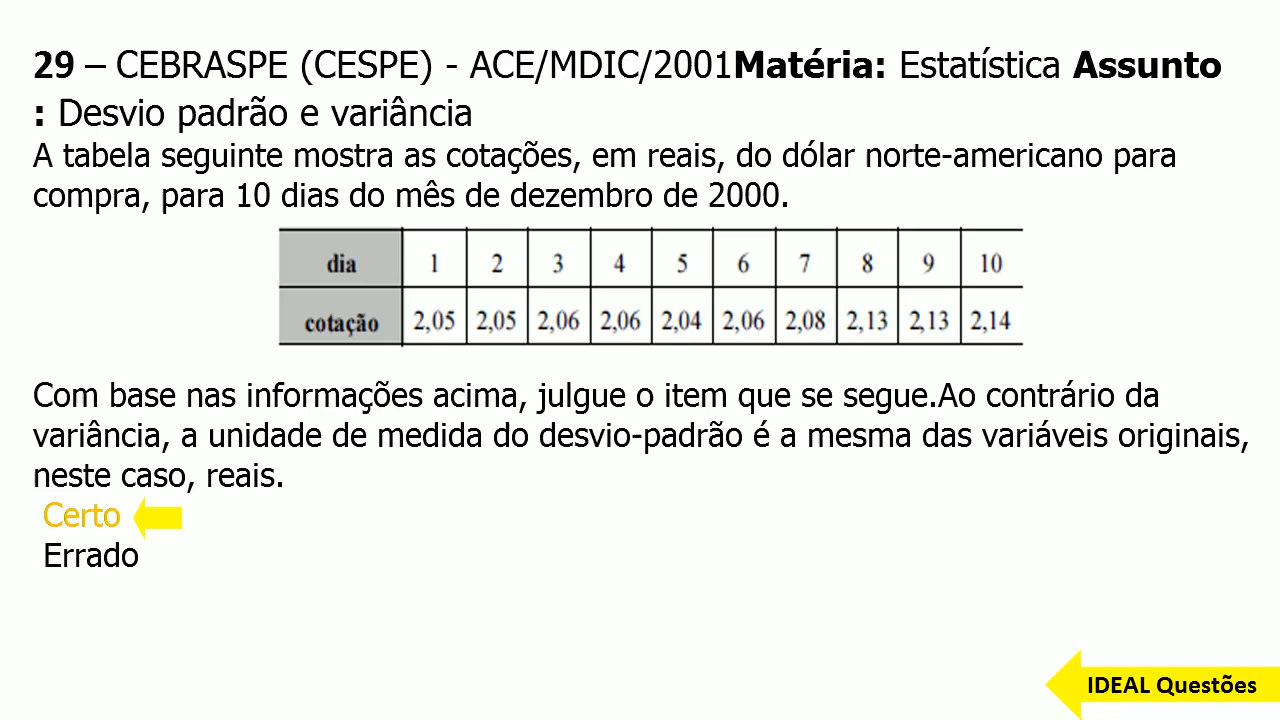 29 – CEBRASPE (CESPE) - ACE/MDIC/2001Matéria: Estatística Assunto
: Desvio padrão e variância
A tabela seguinte mostra as cotações, em reais, do dólar norte-americano para
compra, para 10 dias do mês de dezembro de 2000.
dia 1 2 3 4 5 6 7 8 9 10
cotação 2,05 2,05 2,06 2,06 2,04 2,06 2,08 2,13 2,13 2,14
Com base nas informações acima, julgue o item que se segue.Ao contrário da
variância, a unidade de medida do desvio-padrão é a mesma das variáveis originais,
neste caso, reais.
Certo
Errado
IDEAL Questões